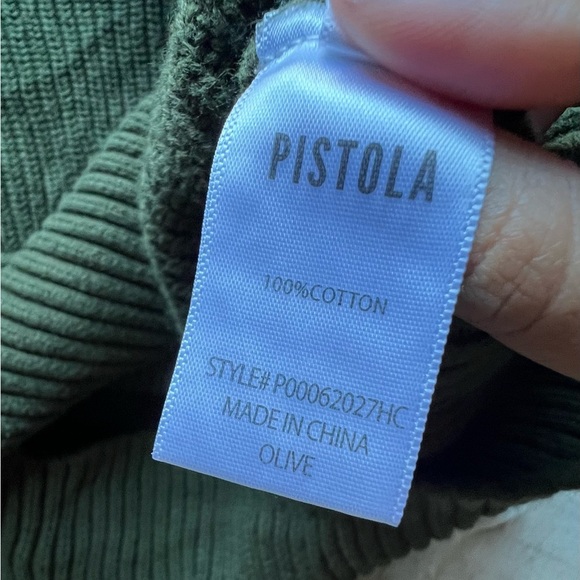 PISTOLA
100%COTTON
STYLE# P00062027HC
MADE IN CHINA
OLIVE